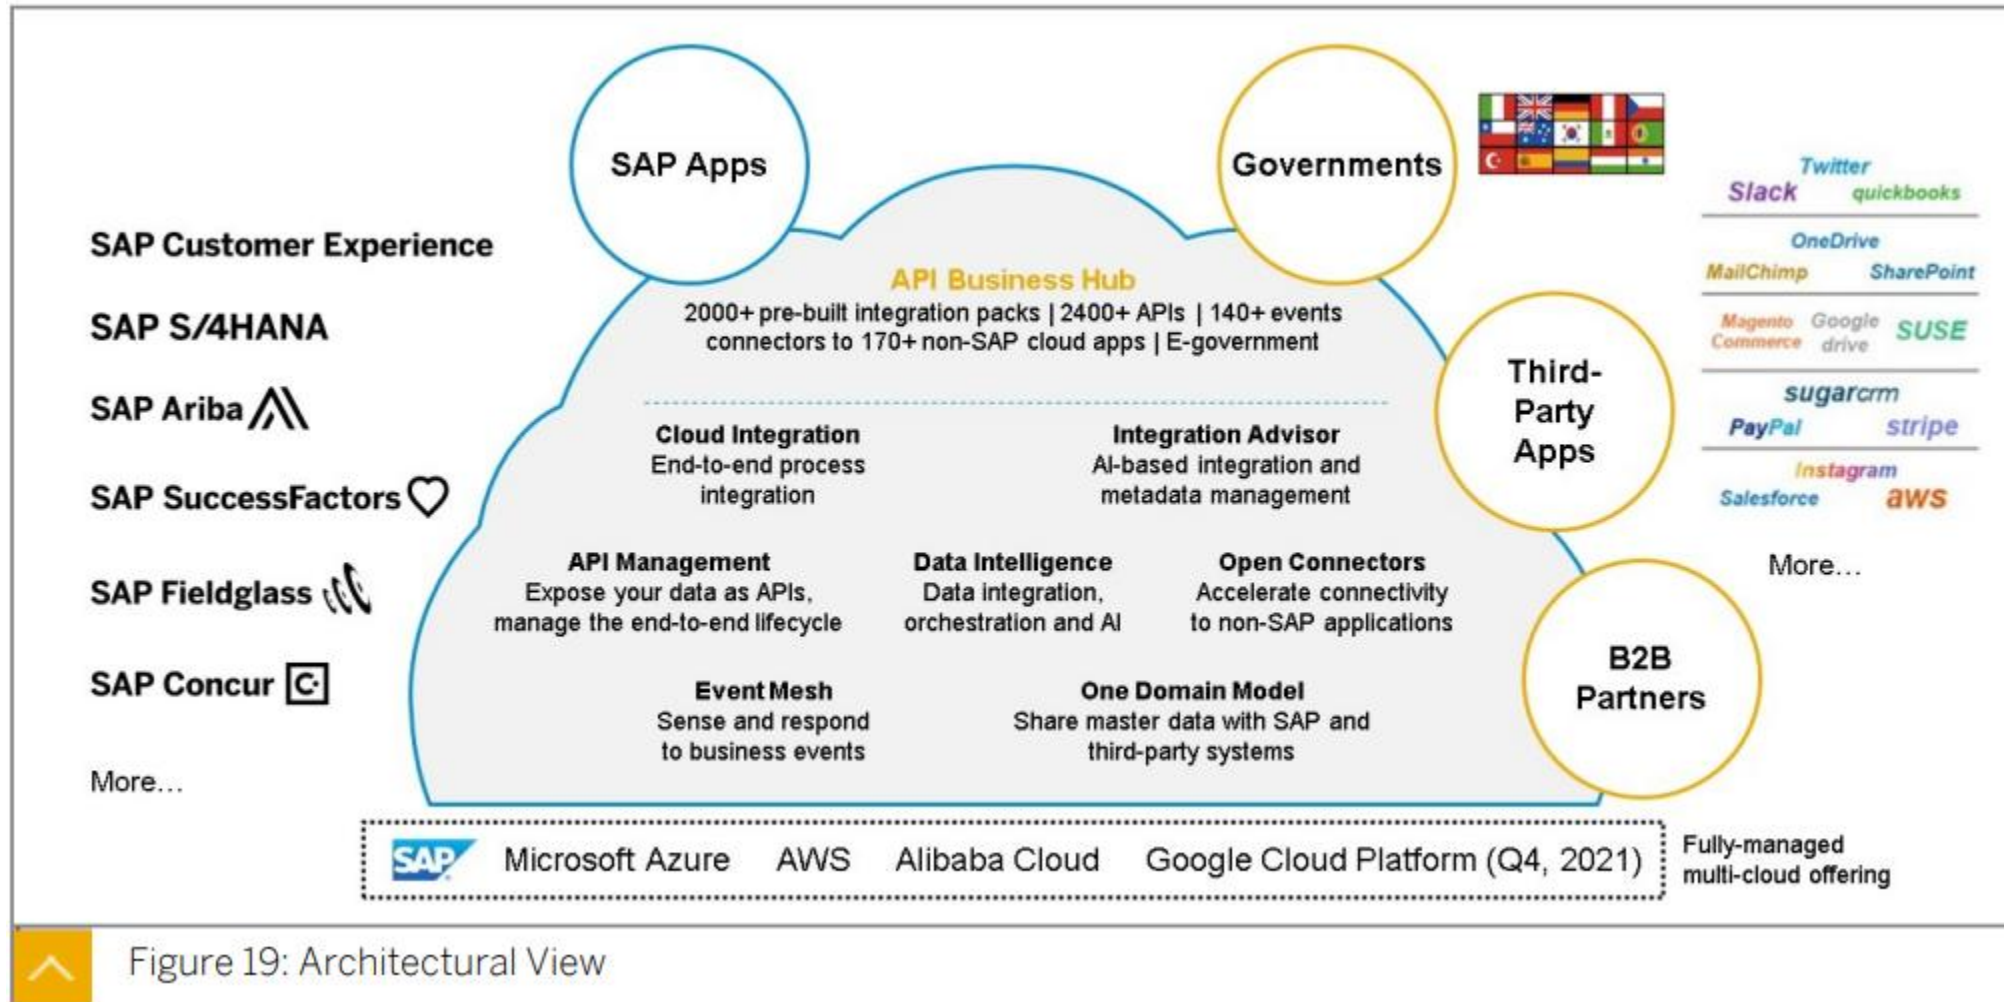 SAP Apps
Governments
SAP Customer Experience
SAP S/4HANA
SAP Ariba
SAP SuccessFactors
SAP Fieldglass
SAP Concur
More...
API Business Hub
2000+ pre-built integration packs | 2400+ APIs | 140+ events
connectors to 170+ non-SAP cloud apps | E-government
Cloud Integration
End-to-end process
integration
Integration Advisor
AI-based integration and
metadata management
API Management
Expose your data as APIs,
manage the end-to-end lifecycle
Data Intelligence
Data integration,
orchestration and AI
Open Connectors
Accelerate connectivity
to non-SAP applications
Event Mesh
Sense and respond
to business events
One Domain Model
Share master data with SAP and
third-party systems
Third-
Party
Apps
B2B
Partners
Twitter
Slack quickbooks
OneDrive
MailChimp SharePoint
Magento Commerce Google drive SUSE
sugarcrm
PayPal stripe
Instagram
Salesforce aws
More...
SAP Microsoft Azure AWS Alibaba Cloud Google Cloud Platform (Q4, 2021)
Fully-managed
multi-cloud offering
Figure 19: Architectural View